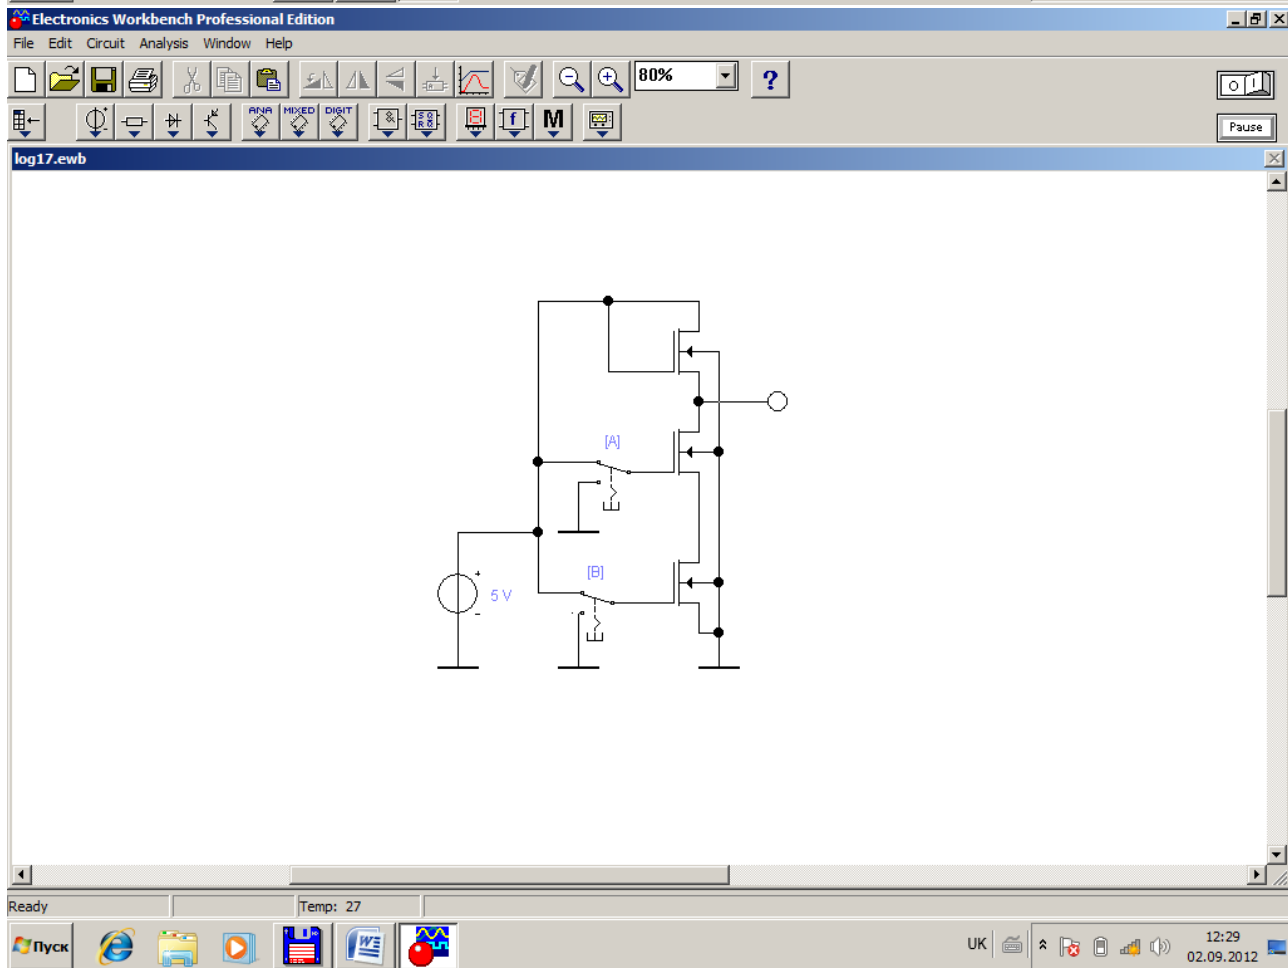 Electronics Workbench Professional Edition
File Edit Circuit Analysis Window Help
80%
?
O I
ANA MIXED DIGIT
& M
Pause
log17.ewb
[A]
[B]
+
5 V
-
Ready
Temp: 27
Пуск
UK
12:29
02.09.2012